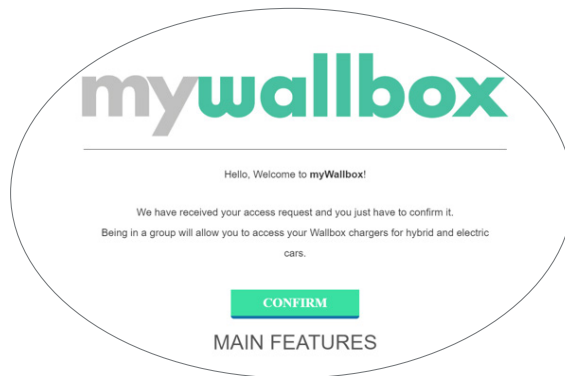 mywallbox
Hello, Welcome to myWallbox!
We have received your access request and you just have to confirm it.
Being in a group will allow you to access your Wallbox chargers for hybrid and electric
cars.
CONFIRM
MAIN FEATURES